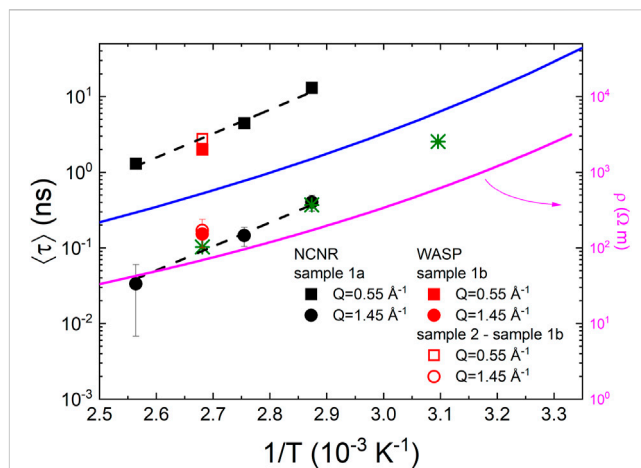 10¹
10⁰
10⁻¹
10⁻²
10⁻³
⟨τ⟩ (ns)
10⁴
10³
10²
10¹
10⁰
ρ (Ω m)
NCNR
sample 1a
Q=0.55 Å⁻¹
Q=1.45 Å⁻¹
WASP
sample 1b
Q=0.55 Å⁻¹
Q=1.45 Å⁻¹
sample 2 - sample 1b
Q=0.55 Å⁻¹
Q=1.45 Å⁻¹
2.5 2.6 2.7 2.8 2.9 3.0 3.1 3.2 3.3
1/T (10⁻³ K⁻¹)